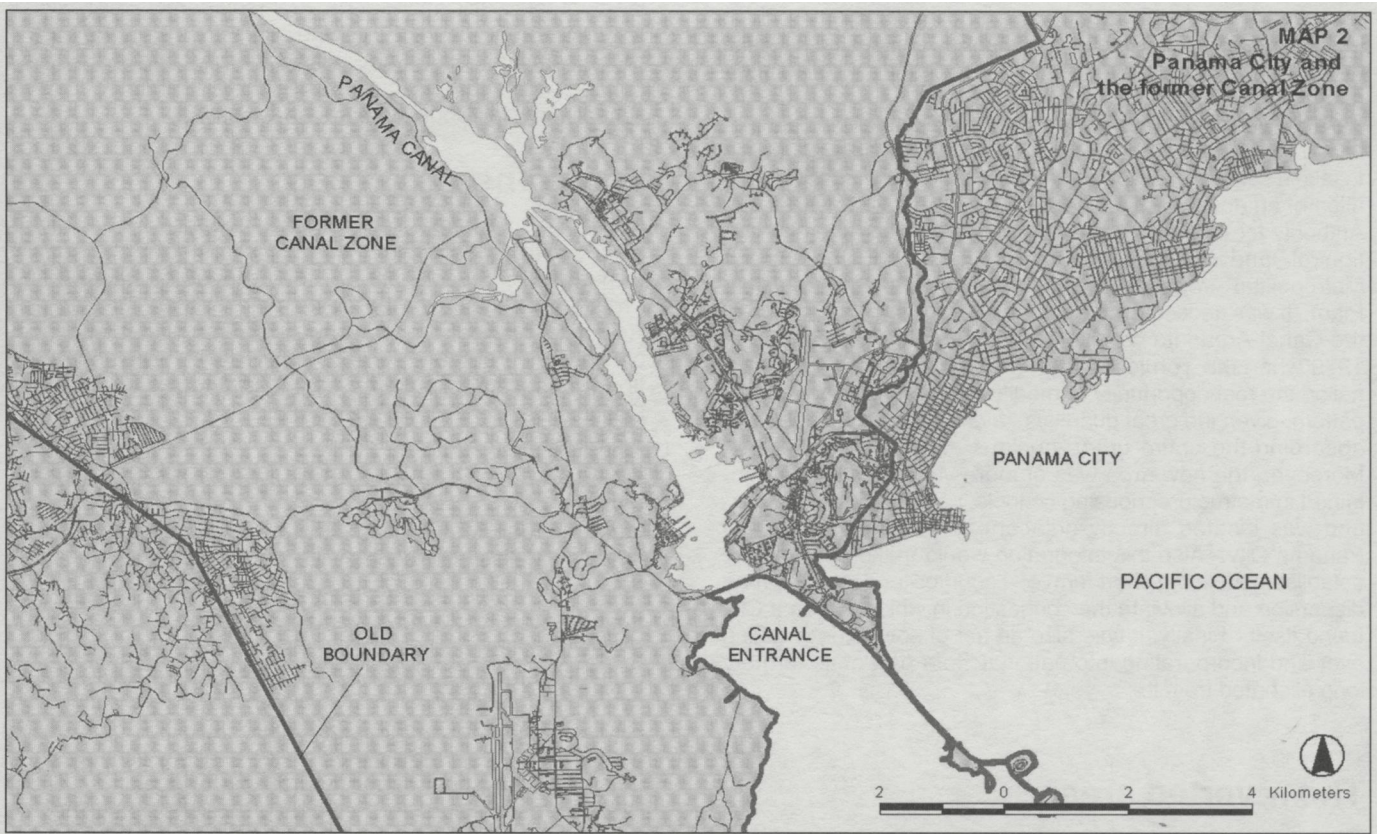 MAP 2
Panama City and
the former Canal Zone
PANAMA CANAL
FORMER
CANAL ZONE
PANAMA CITY
PACIFIC OCEAN
OLD
BOUNDARY
CANAL
ENTRANCE
2 0 2 4 Kilometers